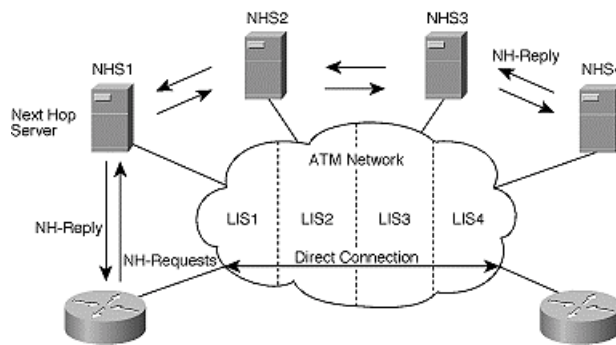 NHS2
NHS3
NHS1
NH-Reply
Next Hop
Server
ATM Network
LIS1 LIS2 LIS3 LIS4
NH-Reply
NH-Requests
Direct Connection